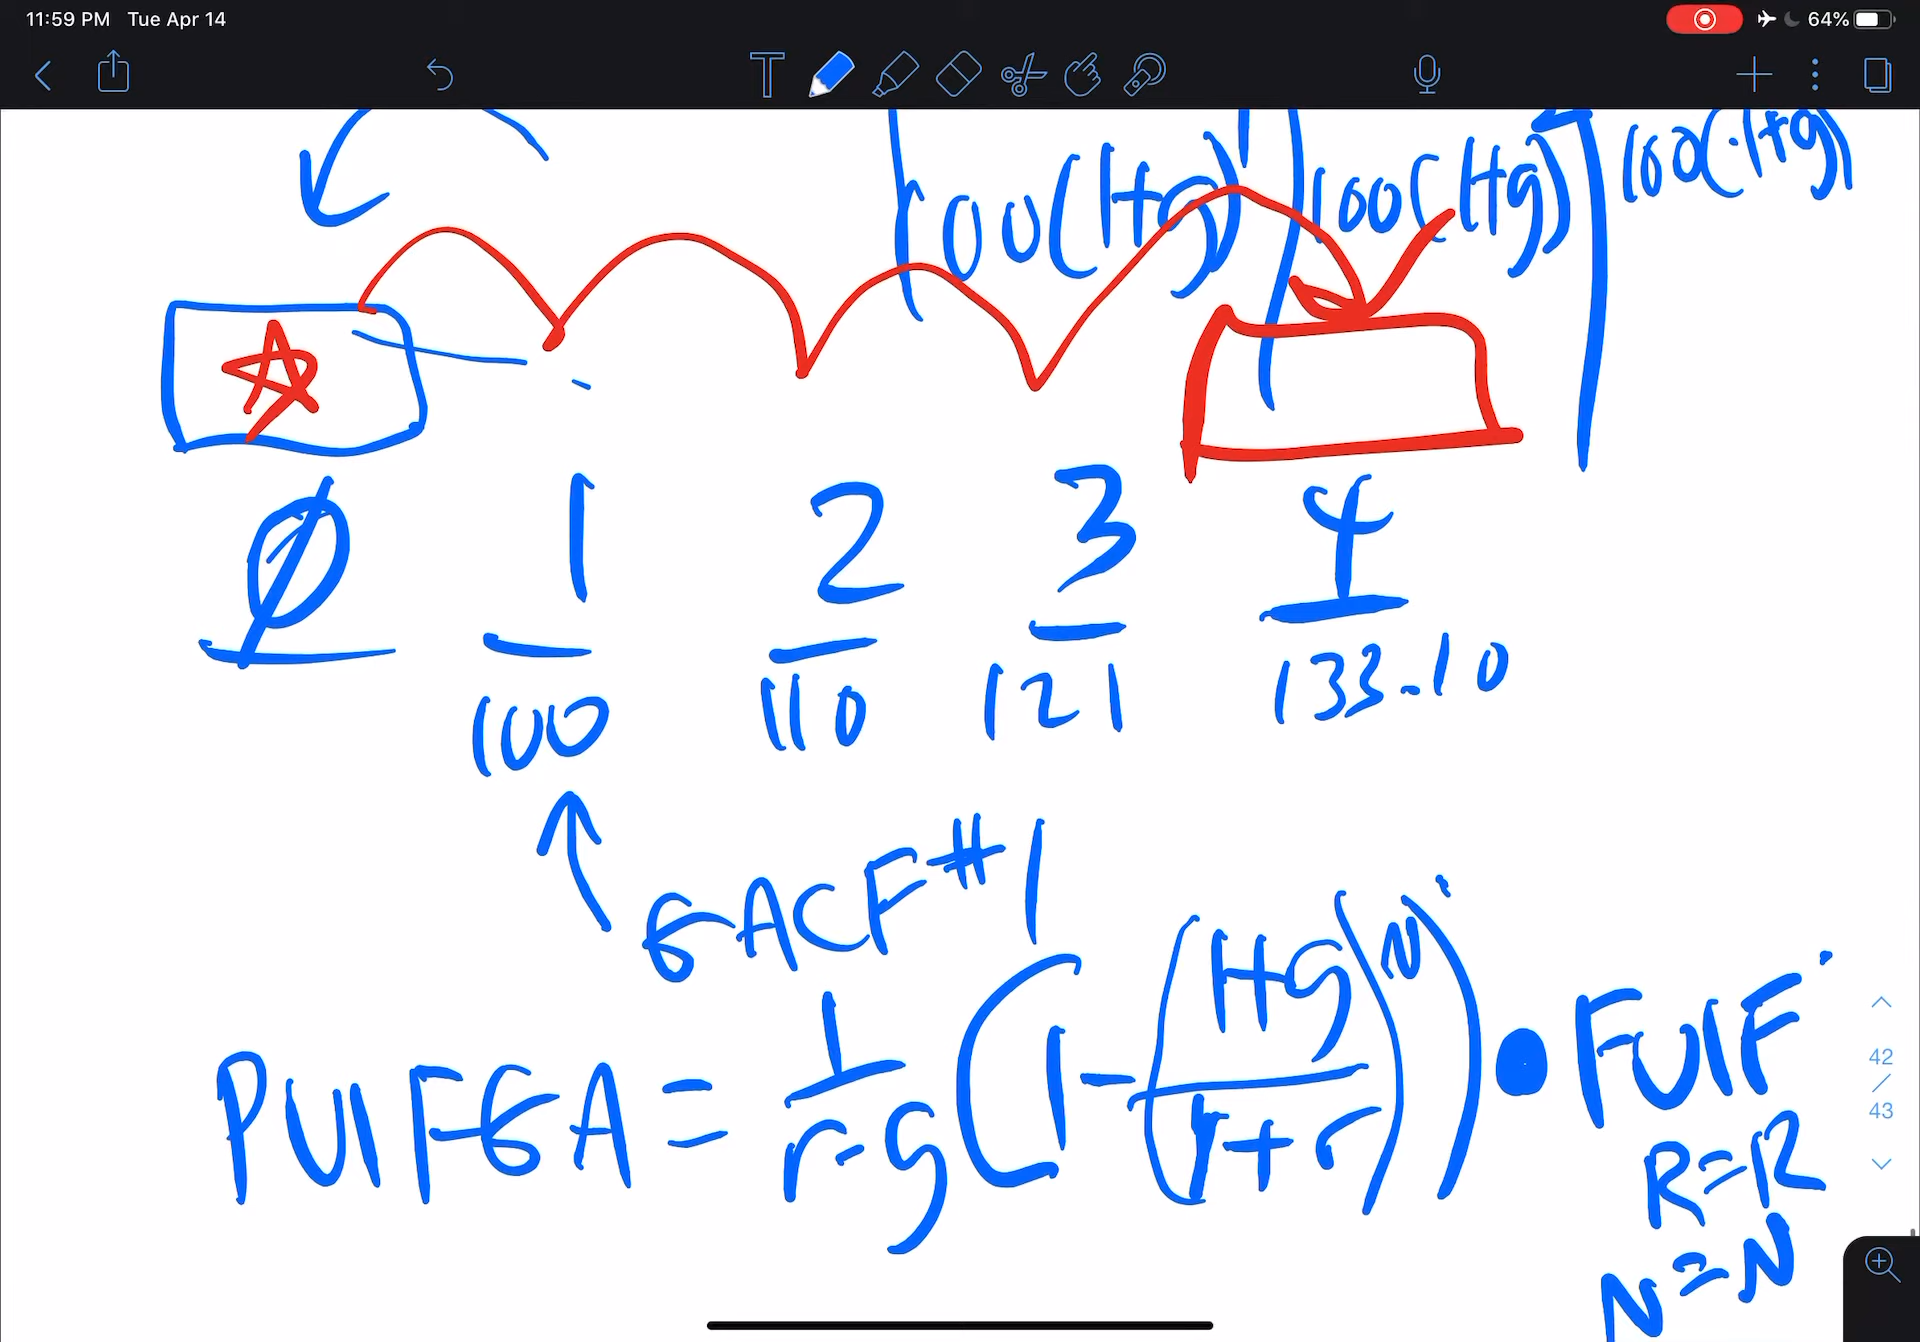 11:59 PM Tue Apr 14
64%
T
100(1+g) 100(1+g) 100(1+g)
0 1 2 3 4
100 110 121 133.10
GACF#1
PVIFGA = 1/(r-g) (1 - ((1+g)/(1+r))^N) • FVIF
R=R
N=N
42
/
43